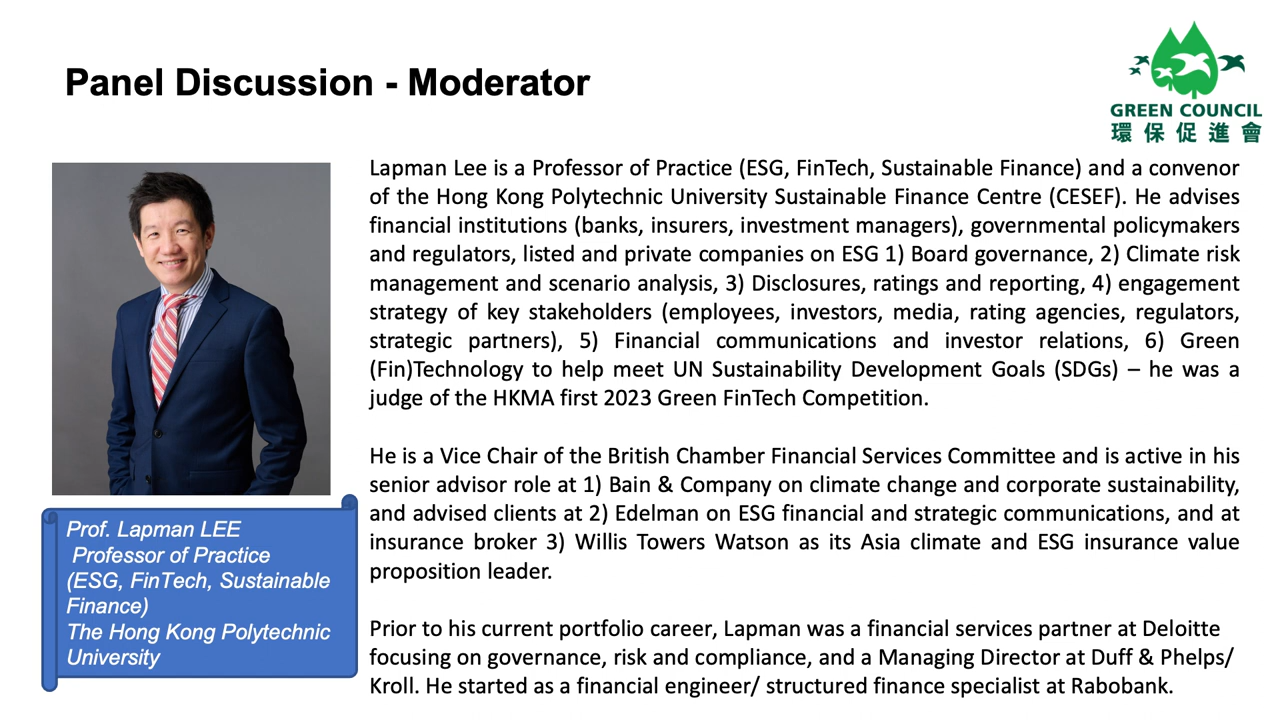 Panel Discussion - Moderator
GREEN COUNCIL
環保促進會
Lapman Lee is a Professor of Practice (ESG, FinTech, Sustainable Finance) and a convenor
of the Hong Kong Polytechnic University Sustainable Finance Centre (CESEF). He advises
financial institutions (banks, insurers, investment managers), governmental policymakers
and regulators, listed and private companies on ESG 1) Board governance, 2) Climate risk
management and scenario analysis, 3) Disclosures, ratings and reporting, 4) engagement
strategy of key stakeholders (employees, investors, media, rating agencies, regulators,
strategic partners), 5) Financial communications and investor relations, 6) Green
(Fin)Technology to help meet UN Sustainability Development Goals (SDGs) – he was a
judge of the HKMA first 2023 Green FinTech Competition.
He is a Vice Chair of the British Chamber Financial Services Committee and is active in his
senior advisor role at 1) Bain & Company on climate change and corporate sustainability,
and advised clients at 2) Edelman on ESG financial and strategic communications, and at
insurance broker 3) Willis Towers Watson as its Asia climate and ESG insurance value
proposition leader.
Prior to his current portfolio career, Lapman was a financial services partner at Deloitte
focusing on governance, risk and compliance, and a Managing Director at Duff & Phelps/
Kroll. He started as a financial engineer/ structured finance specialist at Rabobank.
Prof. Lapman LEE
Professor of Practice
(ESG, FinTech, Sustainable
Finance)
The Hong Kong Polytechnic
University